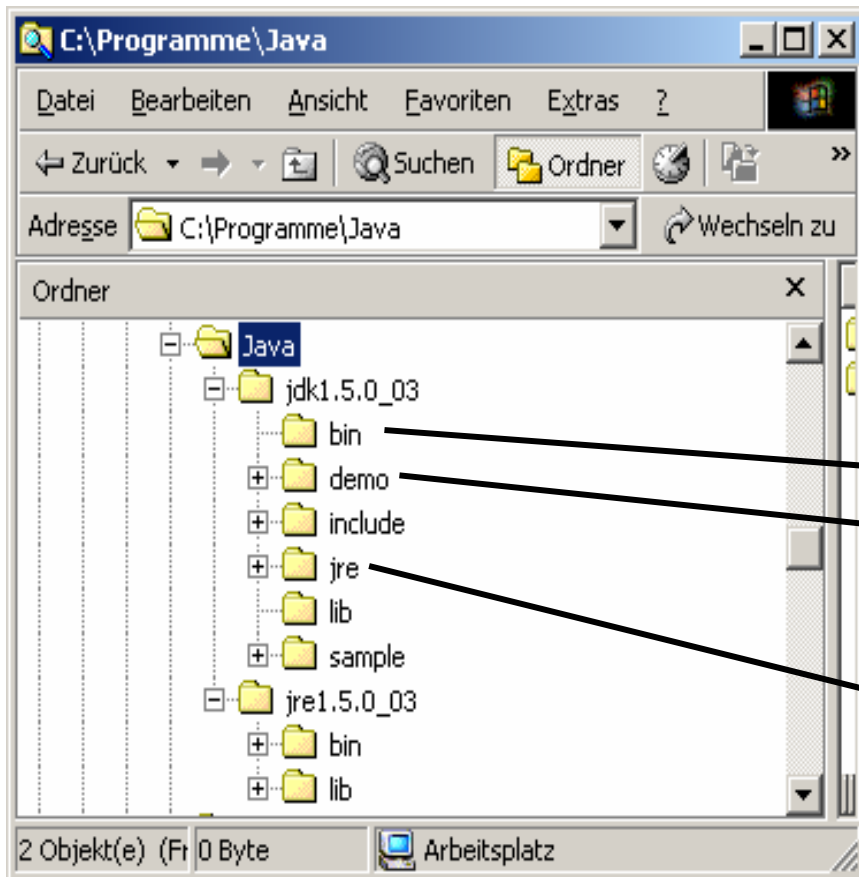 C:\Programme\Java
Datei Bearbeiten Ansicht Favoriten Extras ?
Zurück Suchen Ordner »
Adresse C:\Programme\Java Wechseln zu
Ordner x
Java
jdk1.5.0_03
bin
demo
include
jre
lib
sample
jre1.5.0_03
bin
lib
2 Objekt(e) (Fr 0 Byte Arbeitsplatz